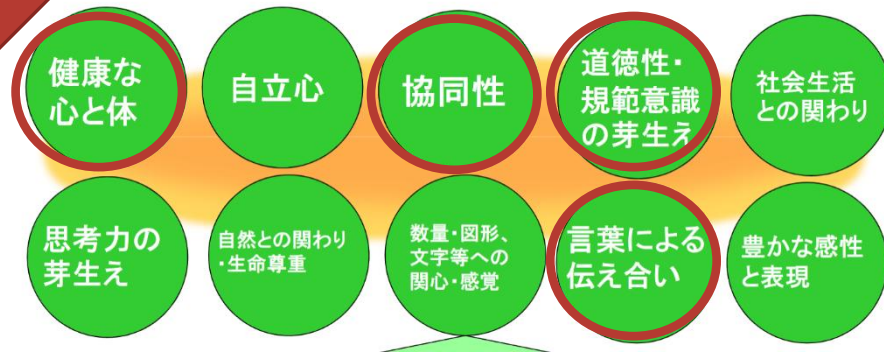 健康な
心と体
自立心
協同性
道徳性・
規範意識
の芽生え
社会生活
との関わり
思考力の
芽生え
自然との関わり
・生命尊重
数量・図形、
文字等への
関心・感覚
言葉による
伝え合い
豊かな感性
と表現